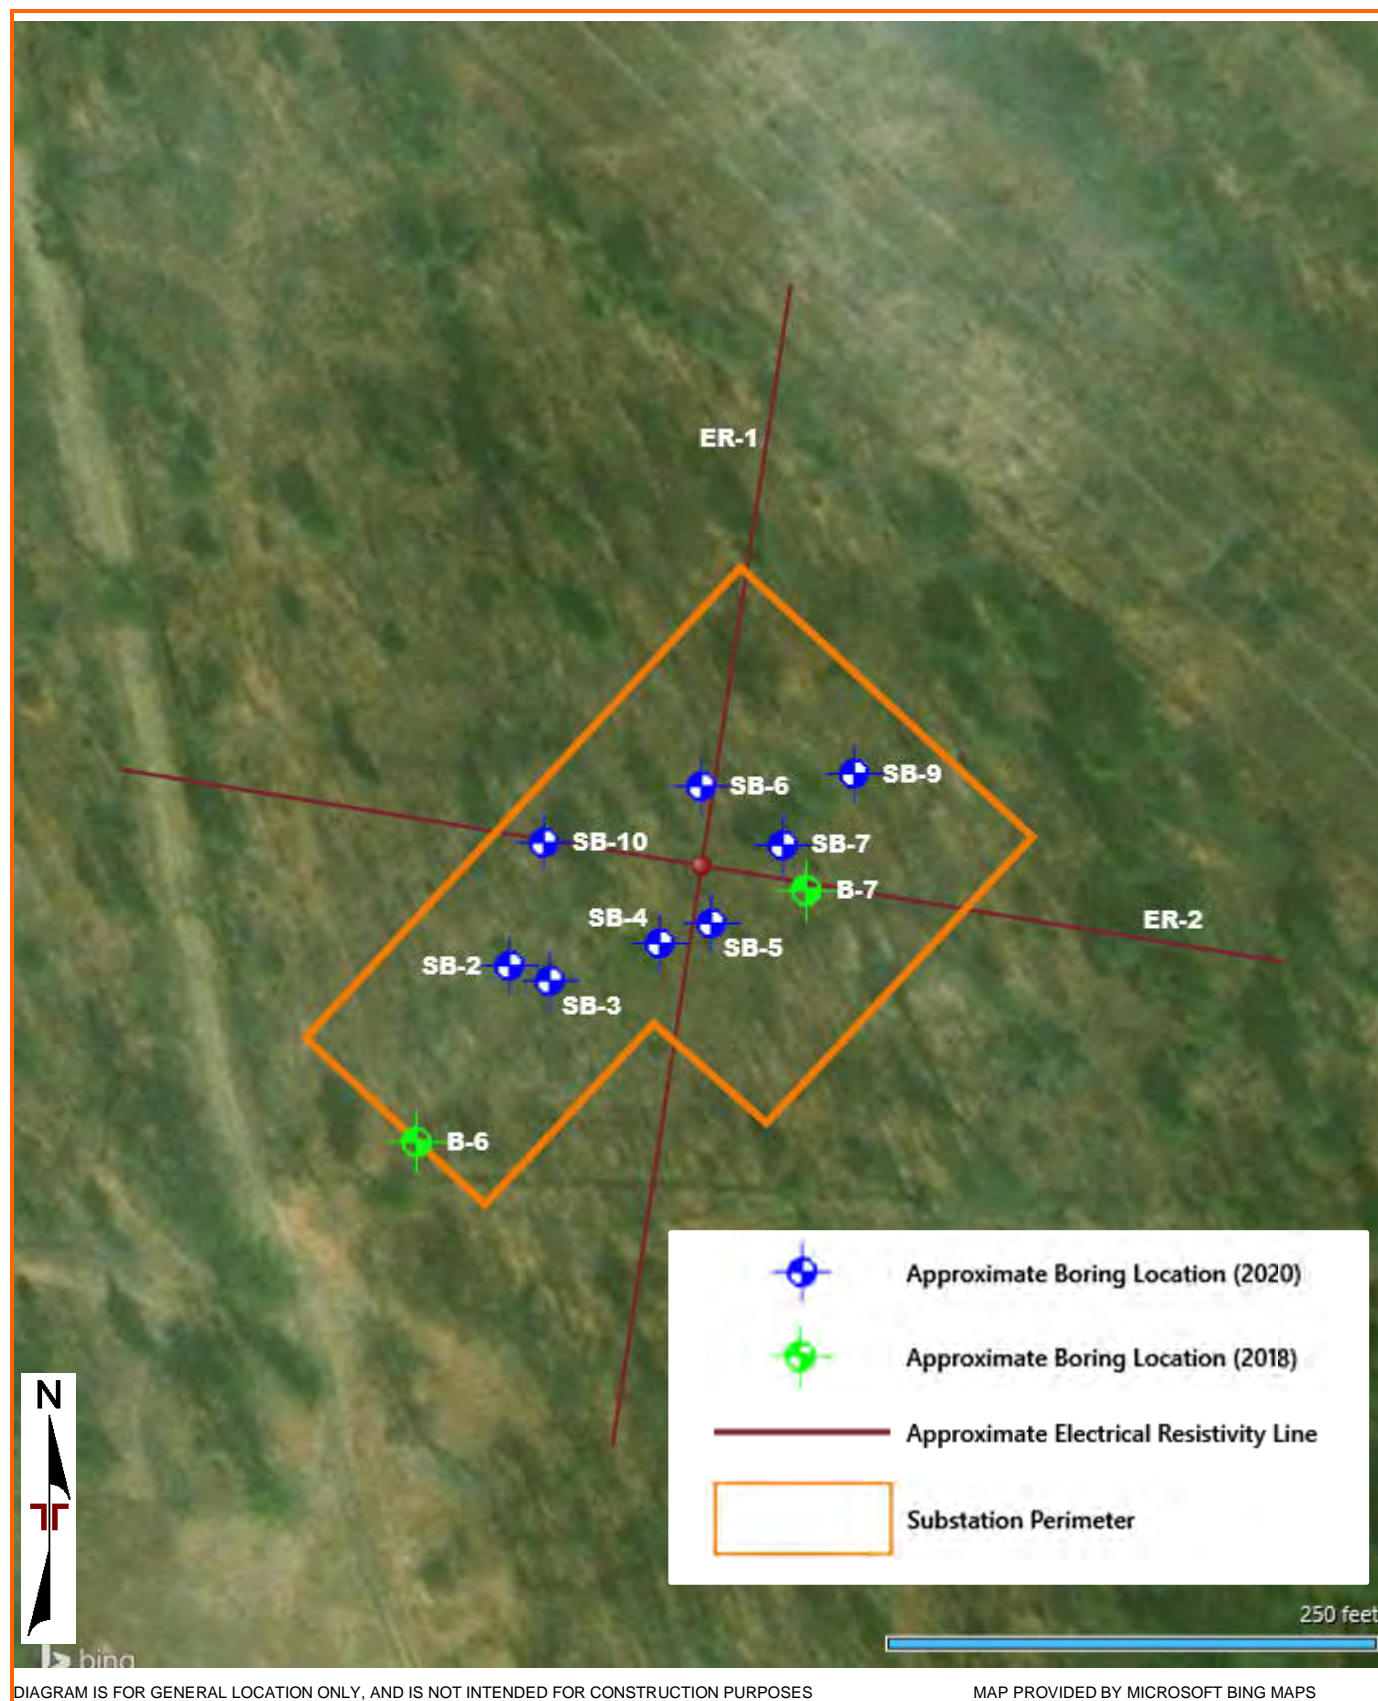 ER-1
SB-6
SB-9
SB-10
SB-7
B-7
SB-4
ER-2
SB-5
SB-2
SB-3
B-6
Approximate Boring Location (2020)
Approximate Boring Location (2018)
N
Approximate Electrical Resistivity Line
Substation Perimeter
250 feet
bing
DIAGRAM IS FOR GENERAL LOCATION ONLY, AND IS NOT INTENDED FOR CONSTRUCTION PURPOSES
MAP PROVIDED BY MICROSOFT BING MAPS